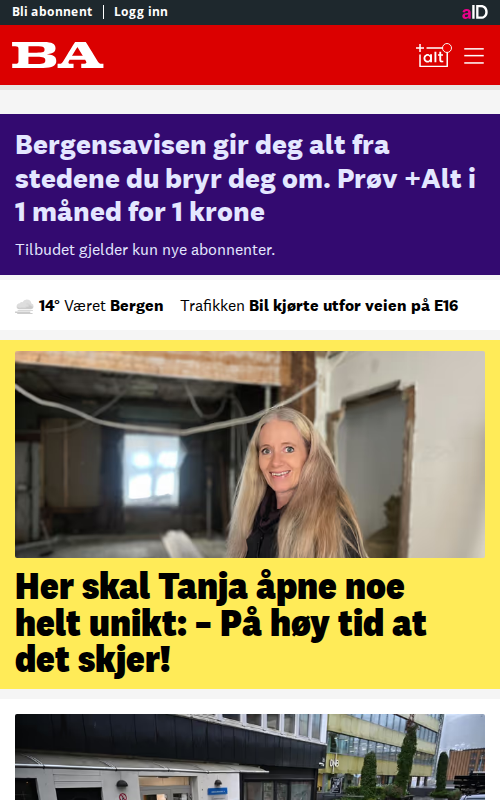 Bli abonnent | Logg inn
aID
BA
+alt
Bergensavisen gir deg alt fra
stedene du bryr deg om. Prøv +Alt i
1 måned for 1 krone
Tilbudet gjelder kun nye abonnenter.
14° Været Bergen Trafikken Bil kjørte utfor veien på E16
Her skal Tanja åpne noe
helt unikt: – På høy tid at
det skjer!
DNB